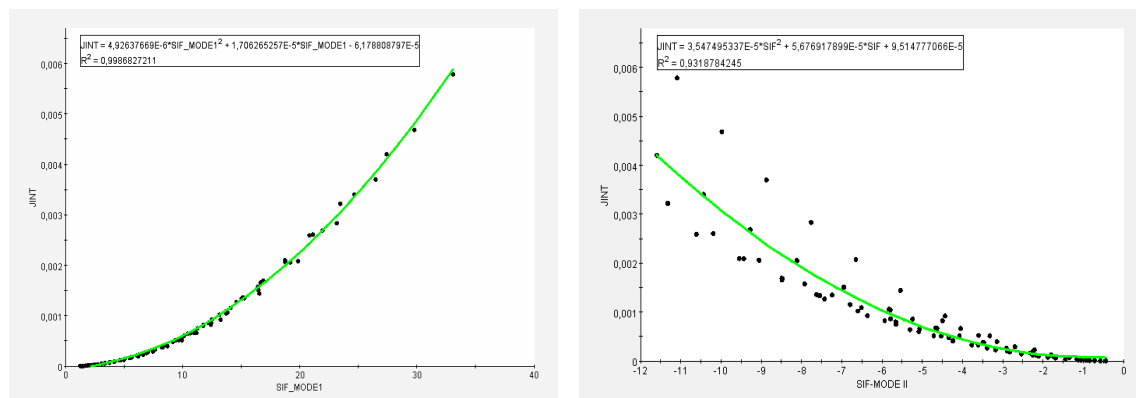 JINT = 4,92637669E-6*SIF_MODE1² + 1,706265257E-5*SIF_MODE1 - 6,178808797E-5
R² = 0,9986827211
0,006
0,005
0,004
JINT
0,003
0,002
0,001
0
0 10 20 30 40
SIF_MODE1
JINT = 3,547495337E-5*SIF² + 5,676917899E-5*SIF + 9,514777066E-5
R² = 0,9318784245
0,006
0,005
0,004
JINT
0,003
0,002
0,001
0
-12 -11 -10 -9 -8 -7 -6 -5 -4 -3 -2 -1 0
SIF-MODE II